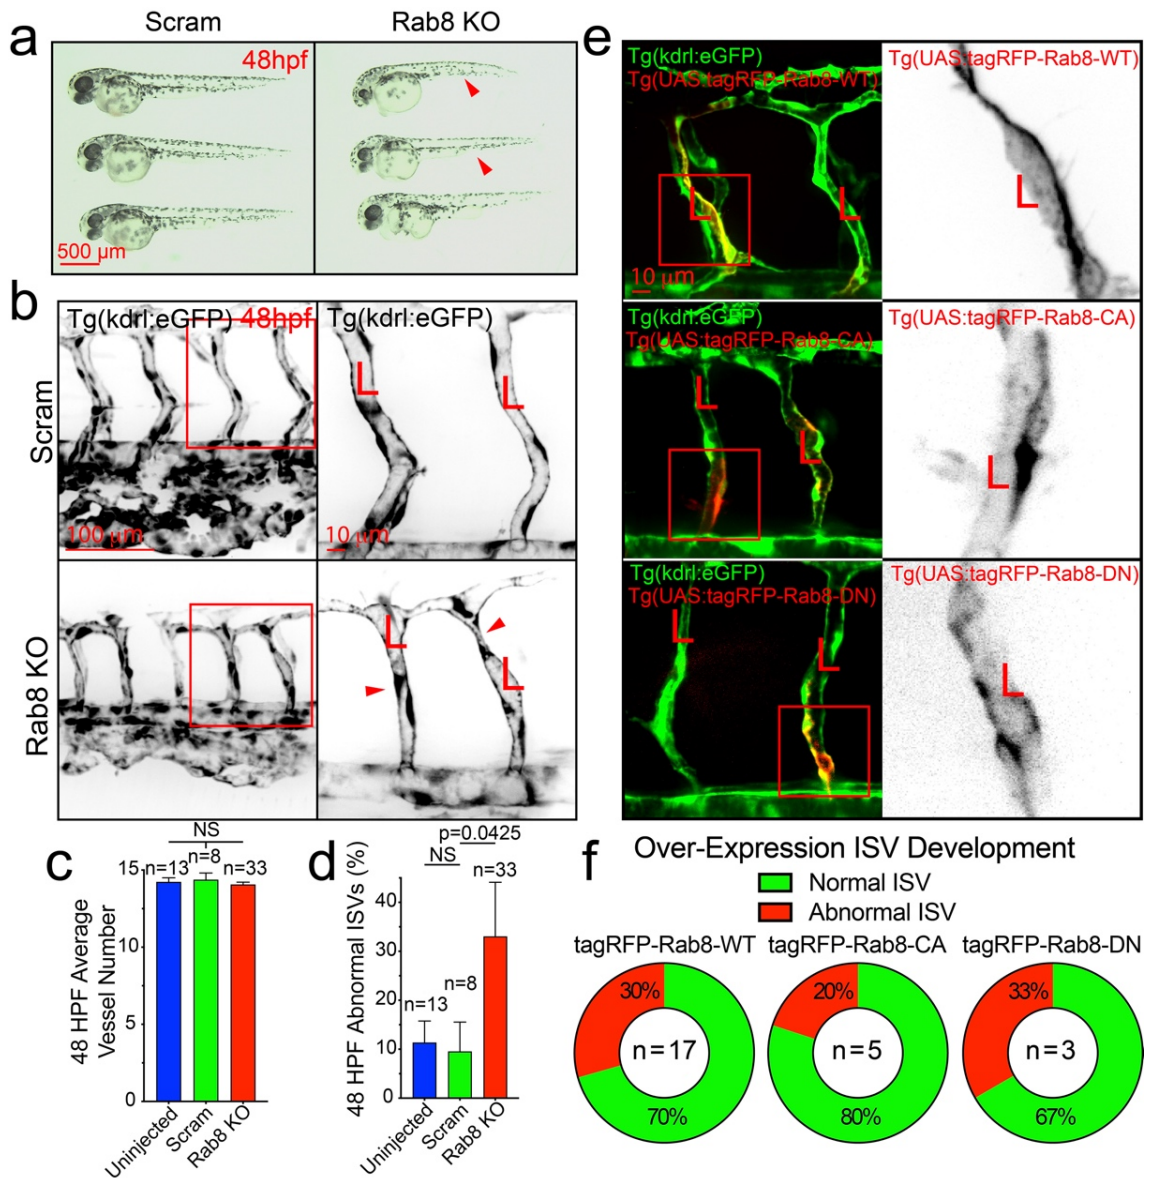 a
Scram
Rab8 KO
48hpf
500 μm
b
Tg(kdrl:eGFP)
48hpf
Tg(kdrl:eGFP)
Scram
L
L
100 μm
10 μm
Rab8 KO
L
L
c
NS
n=13
n=8
n=33
48 HPF Average
Vessel Number
15
10
5
0
Uninjected
Scram
Rab8 KO
d
p=0.0425
NS
n=33
n=8
n=13
48 HPF Abnormal ISVs (%)
40
30
20
10
0
Uninjected
Scram
Rab8 KO
e
Tg(kdrl:eGFP)
Tg(UAS:tagRFP-Rab8-WT)
L
L
10 μm
Tg(UAS:tagRFP-Rab8-WT)
L
Tg(kdrl:eGFP)
Tg(UAS:tagRFP-Rab8-CA)
L
L
Tg(UAS:tagRFP-Rab8-CA)
L
Tg(kdrl:eGFP)
Tg(UAS:tagRFP-Rab8-DN)
L
L
Tg(UAS:tagRFP-Rab8-DN)
L
f
Over-Expression ISV Development
Normal ISV
Abnormal ISV
tagRFP-Rab8-WT
tagRFP-Rab8-CA
tagRFP-Rab8-DN
30%
n=17
70%
20%
n=5
80%
33%
n=3
67%